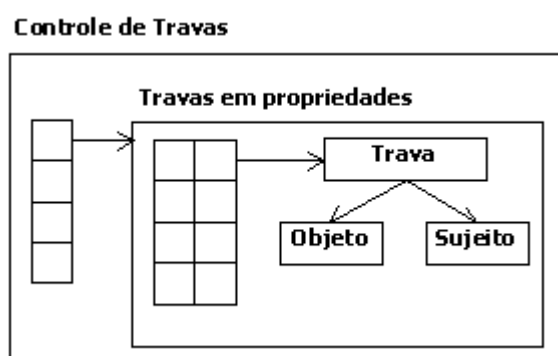 Controle de Travas
Travas em propriedades
Trava
Objeto
Sujeito